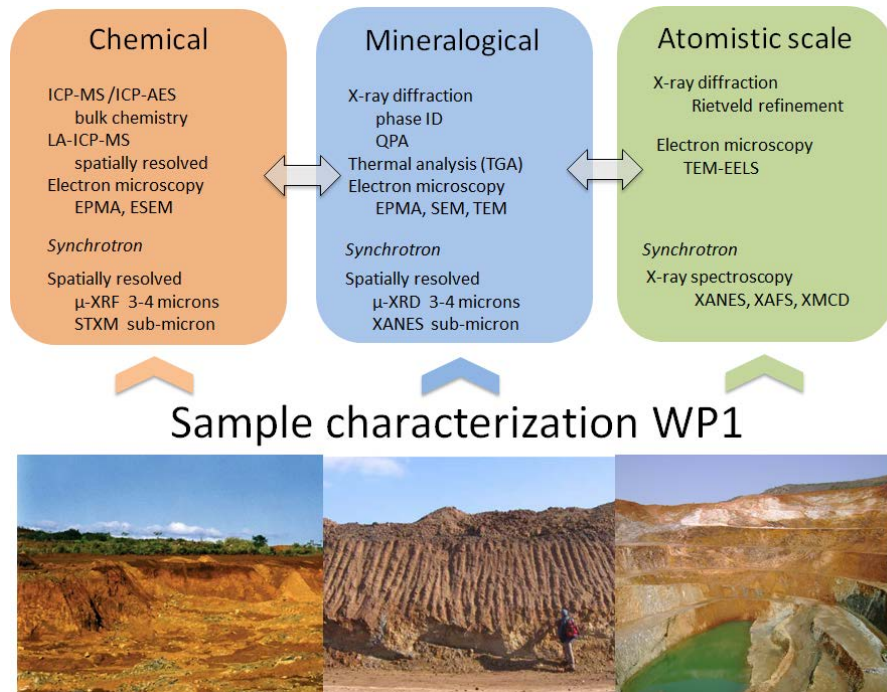 Chemical
ICP-MS /ICP-AES
bulk chemistry
LA-ICP-MS
spatially resolved
Electron microscopy
EPMA, ESEM
Synchrotron
Spatially resolved
µ-XRF 3-4 microns
STXM sub-micron
Mineralogical
X-ray diffraction
phase ID
QPA
Thermal analysis (TGA)
Electron microscopy
EPMA, SEM, TEM
Synchrotron
Spatially resolved
µ-XRD 3-4 microns
XANES sub-micron
Atomistic scale
X-ray diffraction
Rietveld refinement
Electron microscopy
TEM-EELS
Synchrotron
X-ray spectroscopy
XANES, XAFS, XMCD
Sample characterization WP1